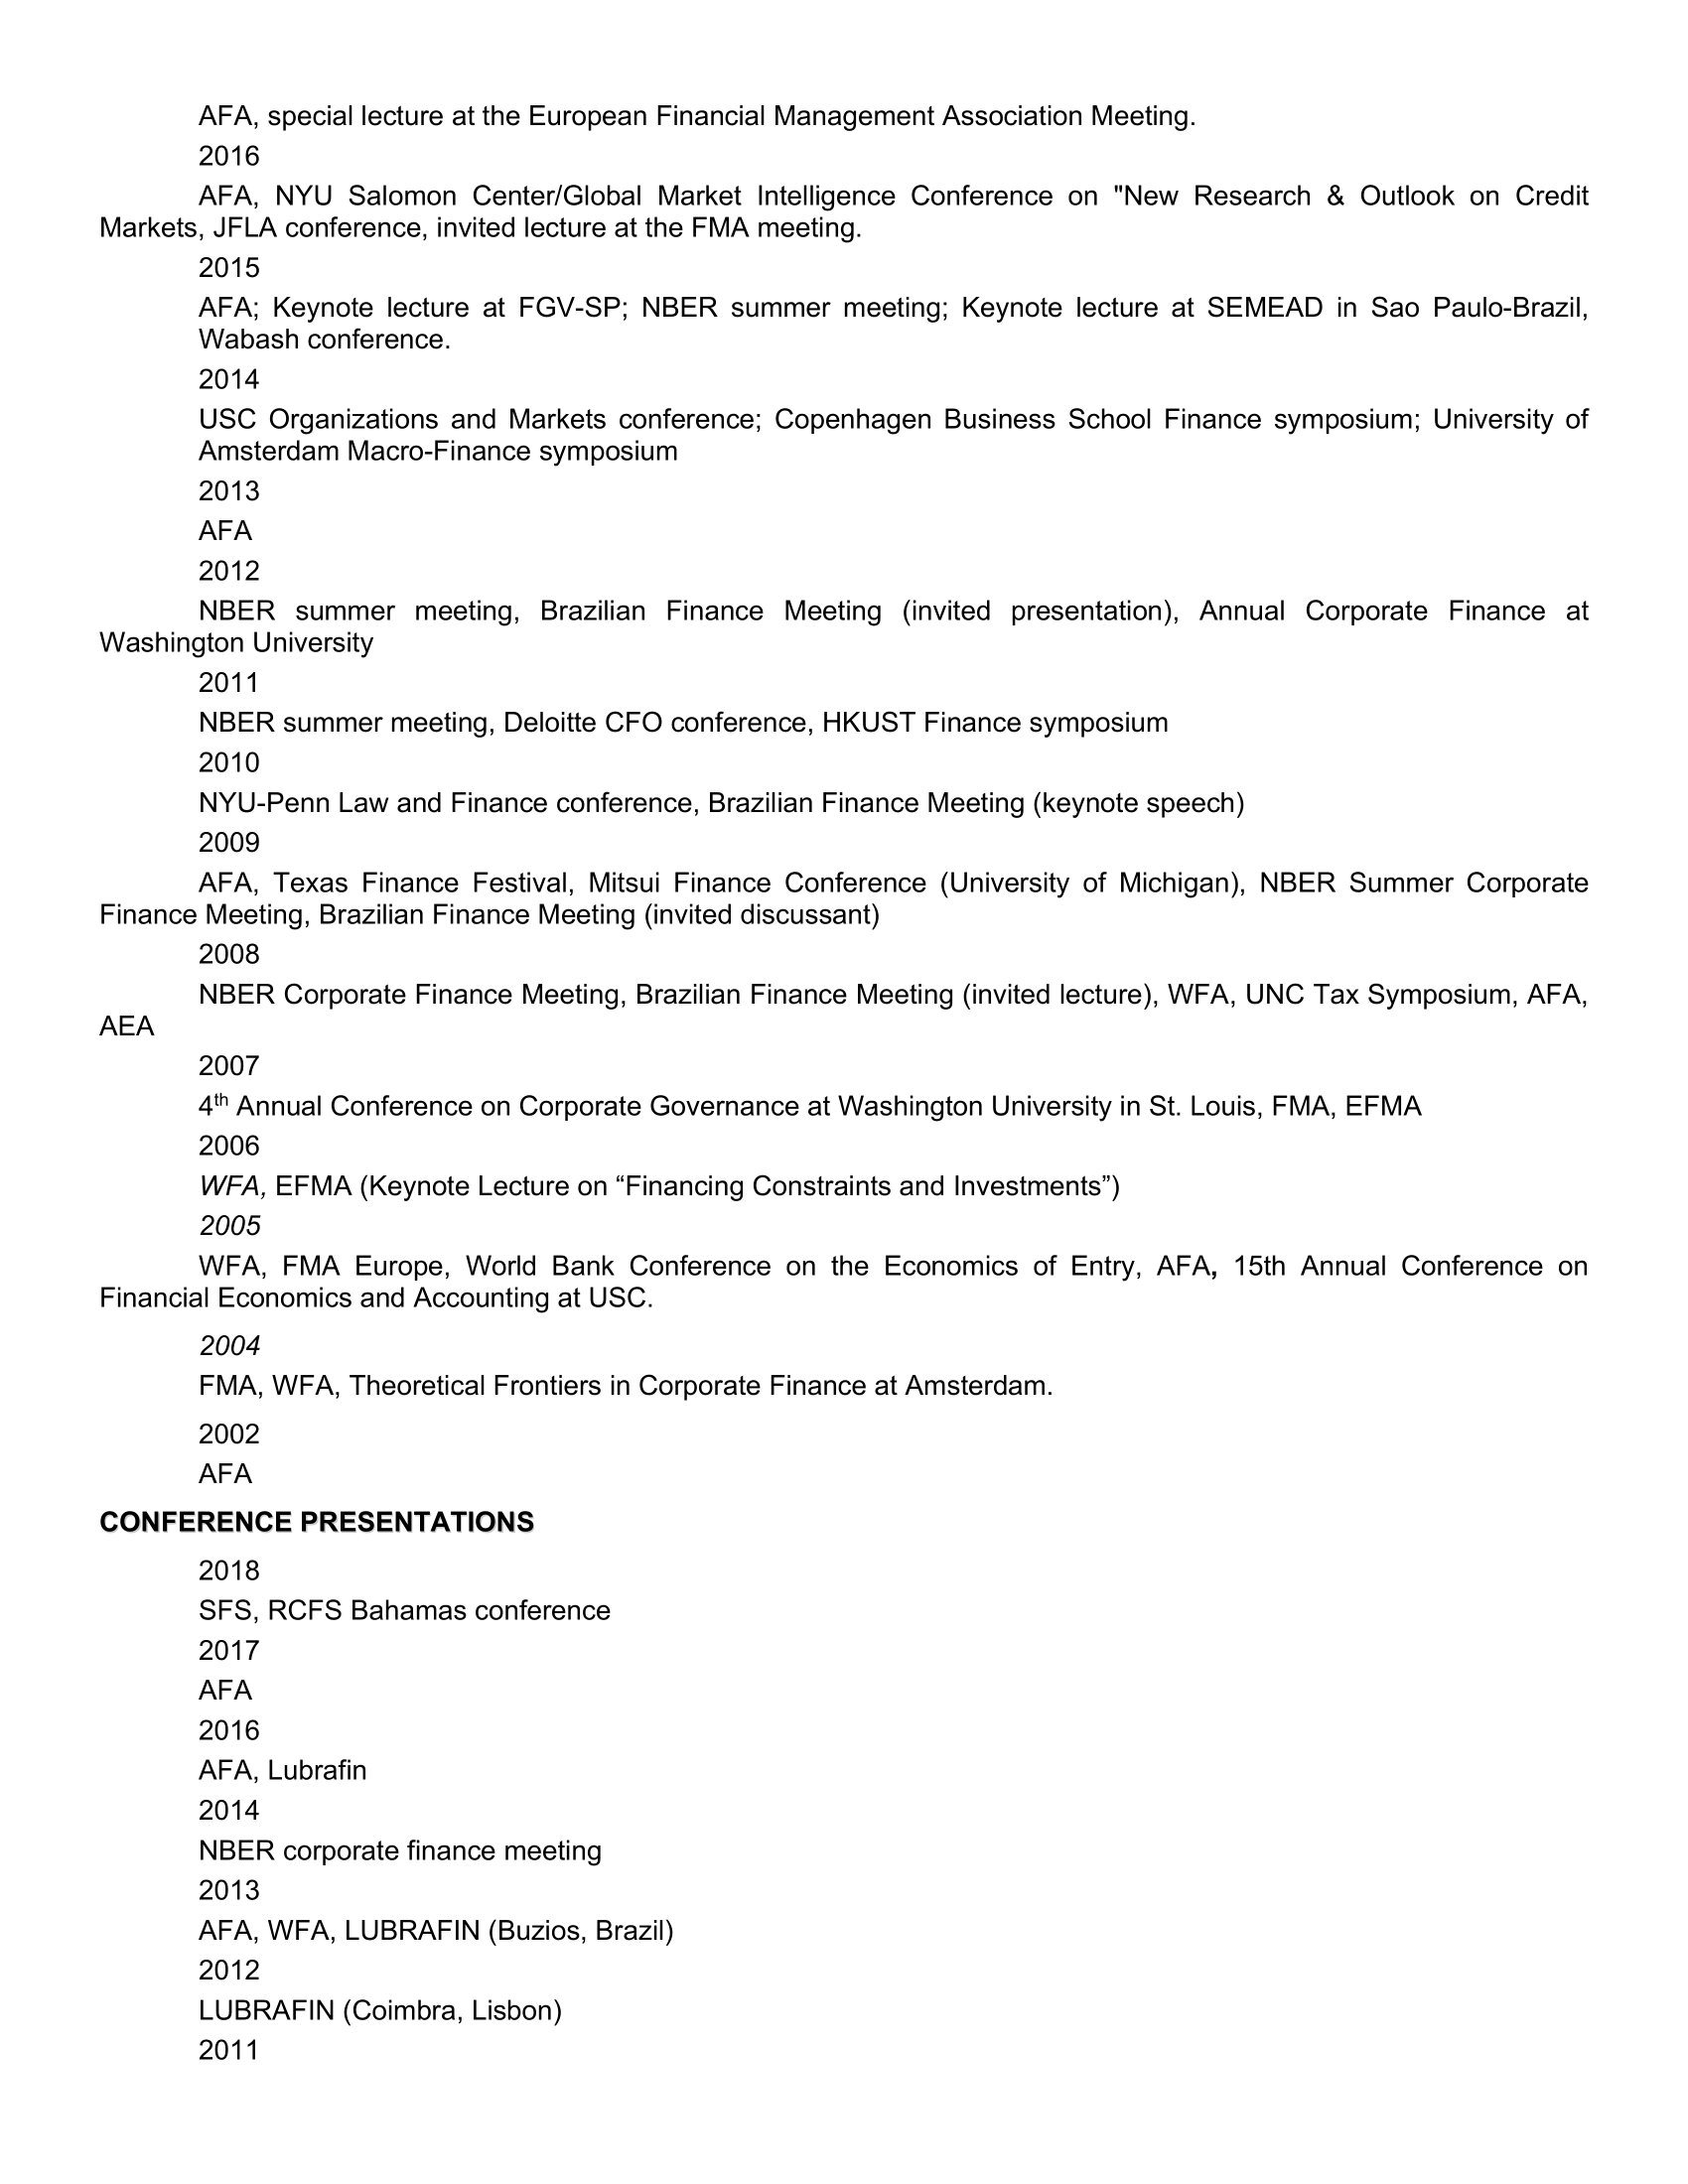 AFA, special lecture at the European Financial Management Association Meeting.
2016
AFA, NYU Salomon Center/Global Market Intelligence Conference on "New Research & Outlook on Credit
Markets, JFLA conference, invited lecture at the FMA meeting.
2015
AFA; Keynote lecture at FGV-SP; NBER summer meeting; Keynote lecture at SEMEAD in Sao Paulo-Brazil,
Wabash conference.
2014
USC Organizations and Markets conference; Copenhagen Business School Finance symposium; University of
Amsterdam Macro-Finance symposium
2013
AFA
2012
NBER summer meeting, Brazilian Finance Meeting (invited presentation), Annual Corporate Finance at
Washington University
2011
NBER summer meeting, Deloitte CFO conference, HKUST Finance symposium
2010
NYU-Penn Law and Finance conference, Brazilian Finance Meeting (keynote speech)
2009
AFA, Texas Finance Festival, Mitsui Finance Conference (University of Michigan), NBER Summer Corporate
Finance Meeting, Brazilian Finance Meeting (invited discussant)
2008
NBER Corporate Finance Meeting, Brazilian Finance Meeting (invited lecture), WFA, UNC Tax Symposium, AFA,
AEA
2007
4th Annual Conference on Corporate Governance at Washington University in St. Louis, FMA, EFMA
2006
WFA, EFMA (Keynote Lecture on “Financing Constraints and Investments”)
2005
WFA, FMA Europe, World Bank Conference on the Economics of Entry, AFA, 15th Annual Conference on
Financial Economics and Accounting at USC.
2004
FMA, WFA, Theoretical Frontiers in Corporate Finance at Amsterdam.
2002
AFA
CONFERENCE PRESENTATIONS
2018
SFS, RCFS Bahamas conference
2017
AFA
2016
AFA, Lubrafin
2014
NBER corporate finance meeting
2013
AFA, WFA, LUBRAFIN (Buzios, Brazil)
2012
LUBRAFIN (Coimbra, Lisbon)
2011